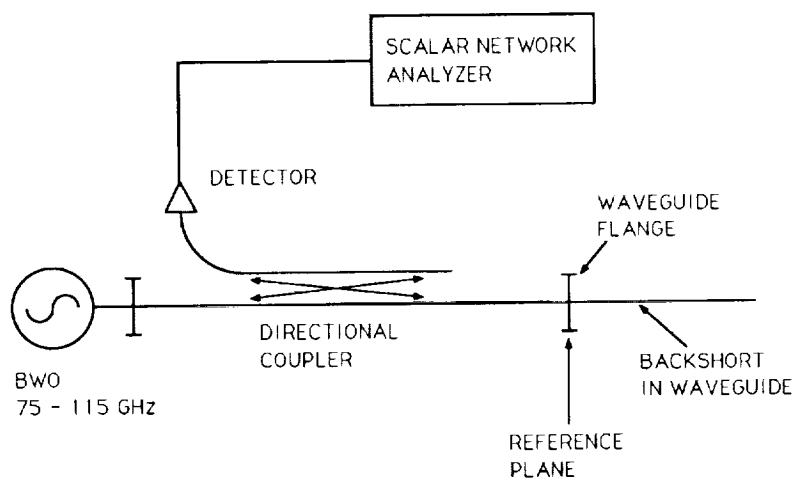 SCALAR NETWORK
ANALYZER
DETECTOR
WAVEGUIDE
FLANGE
DIRECTIONAL
COUPLER
BACKSHORT
IN WAVEGUIDE
BWO
75 - 115 GHz
REFERENCE
PLANE